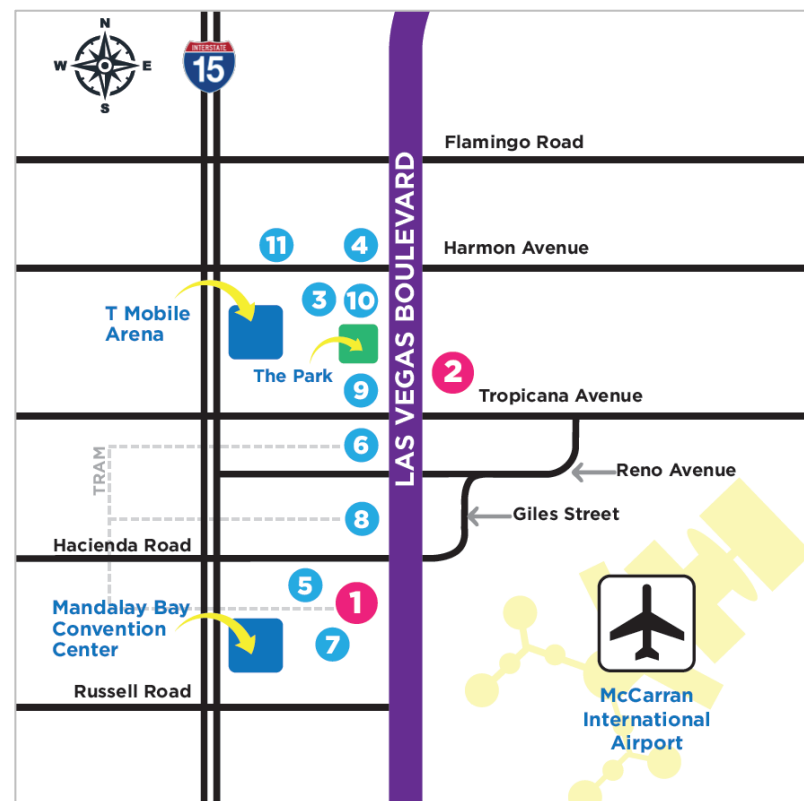 N
W
E
S
INTERSTATE
15
LAS VEGAS BOULEVARD
Flamingo Road
11
4
Harmon Avenue
3
10
T Mobile
Arena
The Park
2
9
Tropicana Avenue
6
TRAM
Reno Avenue
8
Giles Street
Hacienda Road
5
1
Mandalay Bay
Convention
Center
7
Russell Road
McCarran
International
Airport